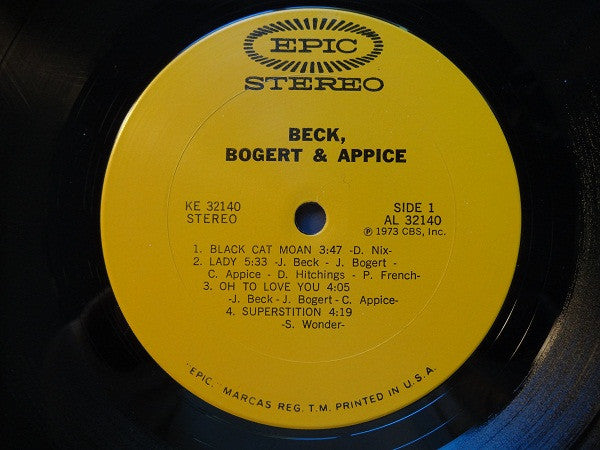 EPIC
STEREO
BECK,
BOGERT & APPICE
KE 32140
STEREO
SIDE 1
AL 32140
℗ 1973 CBS, Inc.
1. BLACK CAT MOAN 3:47 -D. Nix-
2. LADY 5:33 -J. Beck - J. Bogert -
C. Appice - D. Hitchings - P. French-
3. OH TO LOVE YOU 4:05
-J. Beck-J. Bogert-C. Appice-
4. SUPERSTITION 4:19
-S. Wonder-
"EPIC," MARCAS REG. T.M. PRINTED IN U.S.A.